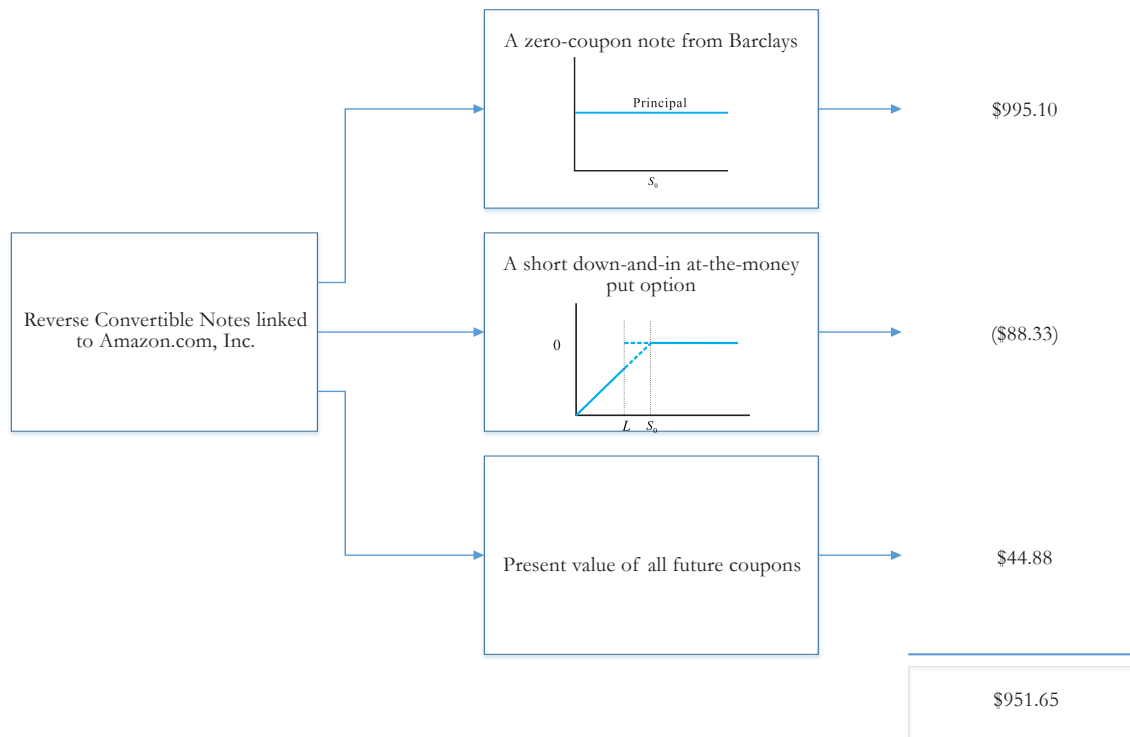 A zero-coupon note from Barclays
Principal
S₀
$995.10
Reverse Convertible Notes linked
to Amazon.com, Inc.
A short down-and-in at-the-money
put option
0
L S₀
($88.33)
Present value of all future coupons
$44.88
$951.65